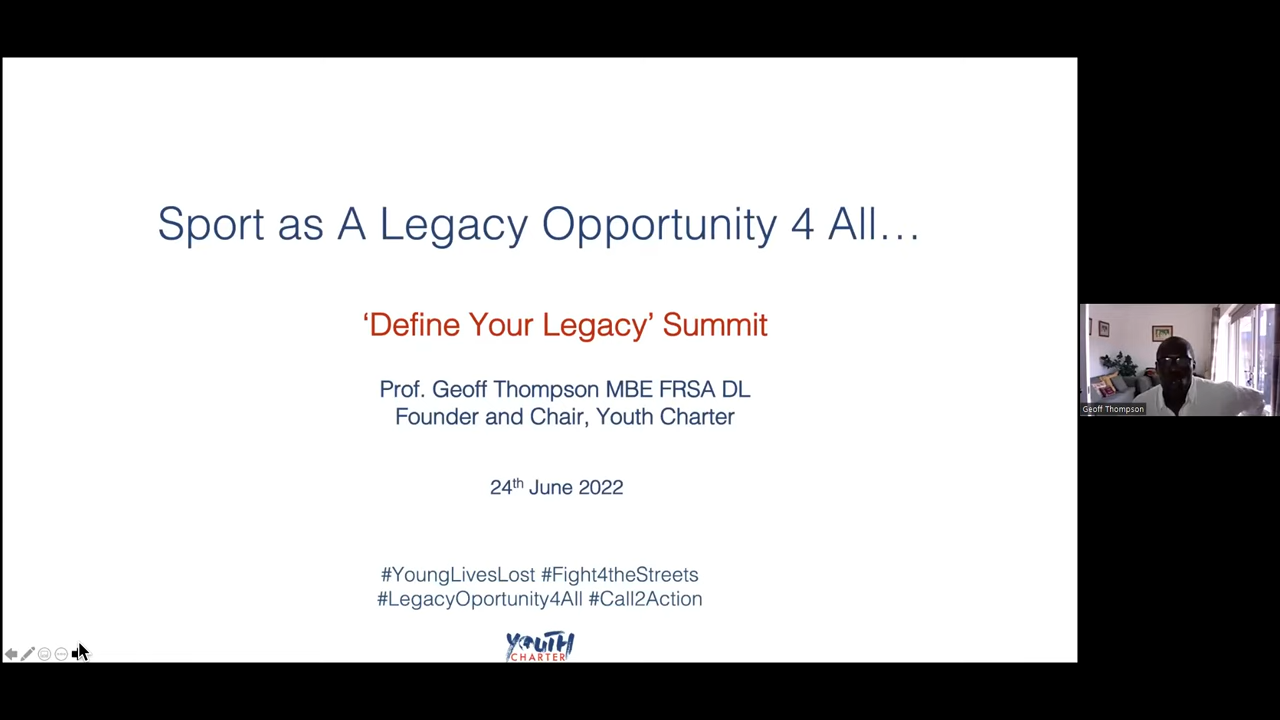 Sport as A Legacy Opportunity 4 All…
‘Define Your Legacy’ Summit
Prof. Geoff Thompson MBE FRSA DL
Founder and Chair, Youth Charter
24th June 2022
#YoungLivesLost #Fight4theStreets
#LegacyOportunity4All #Call2Action
YOUTH
CHARTER
Geoff Thompson